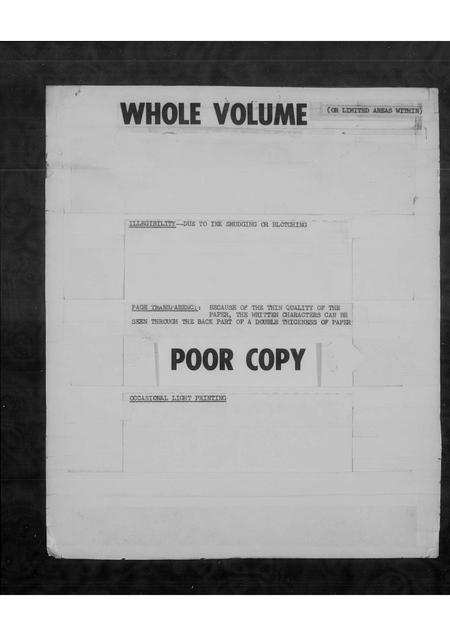 WHOLE VOLUME (OR LIMITED AREAS WITHIN)
ILLEGIBILITY—DUE TO INK SMUDGING OR BLOTCHING
PAGE TRANSPARENCY: BECAUSE OF THE THIN QUALITY OF THE
PAPER, THE WRITTEN CHARACTERS CAN BE
SEEN THROUGH THE BACK PART OF A DOUBLE THICKNESS OF PAPER
POOR COPY
OCCASIONAL LIGHT PRINTING